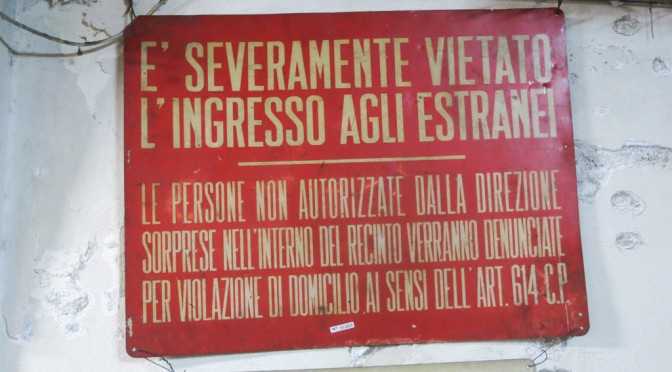 E' SEVERAMENTE VIETATO
L'INGRESSO AGLI ESTRANEI
LE PERSONE NON AUTORIZZATE DALLA DIREZIONE
SORPRESE NELL'INTERNO DEL RECINTO VERRANNO DENUNCIATE
PER VIOLAZIONE DI DOMICILIO AI SENSI DELL'ART. 614 C.P.